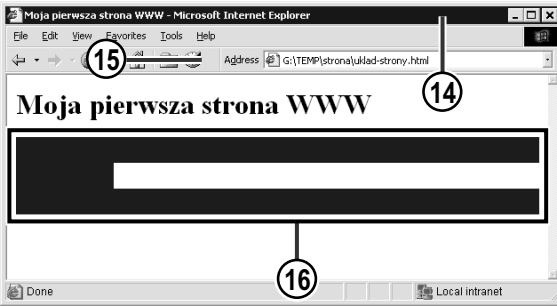 Moja pierwsza strona WWW - Microsoft Internet Explorer
File Edit View Favorites Tools Help
Address G:\TEMP\strona\uklad-strony.html
15
14
Moja pierwsza strona WWW
16
Done Local intranet